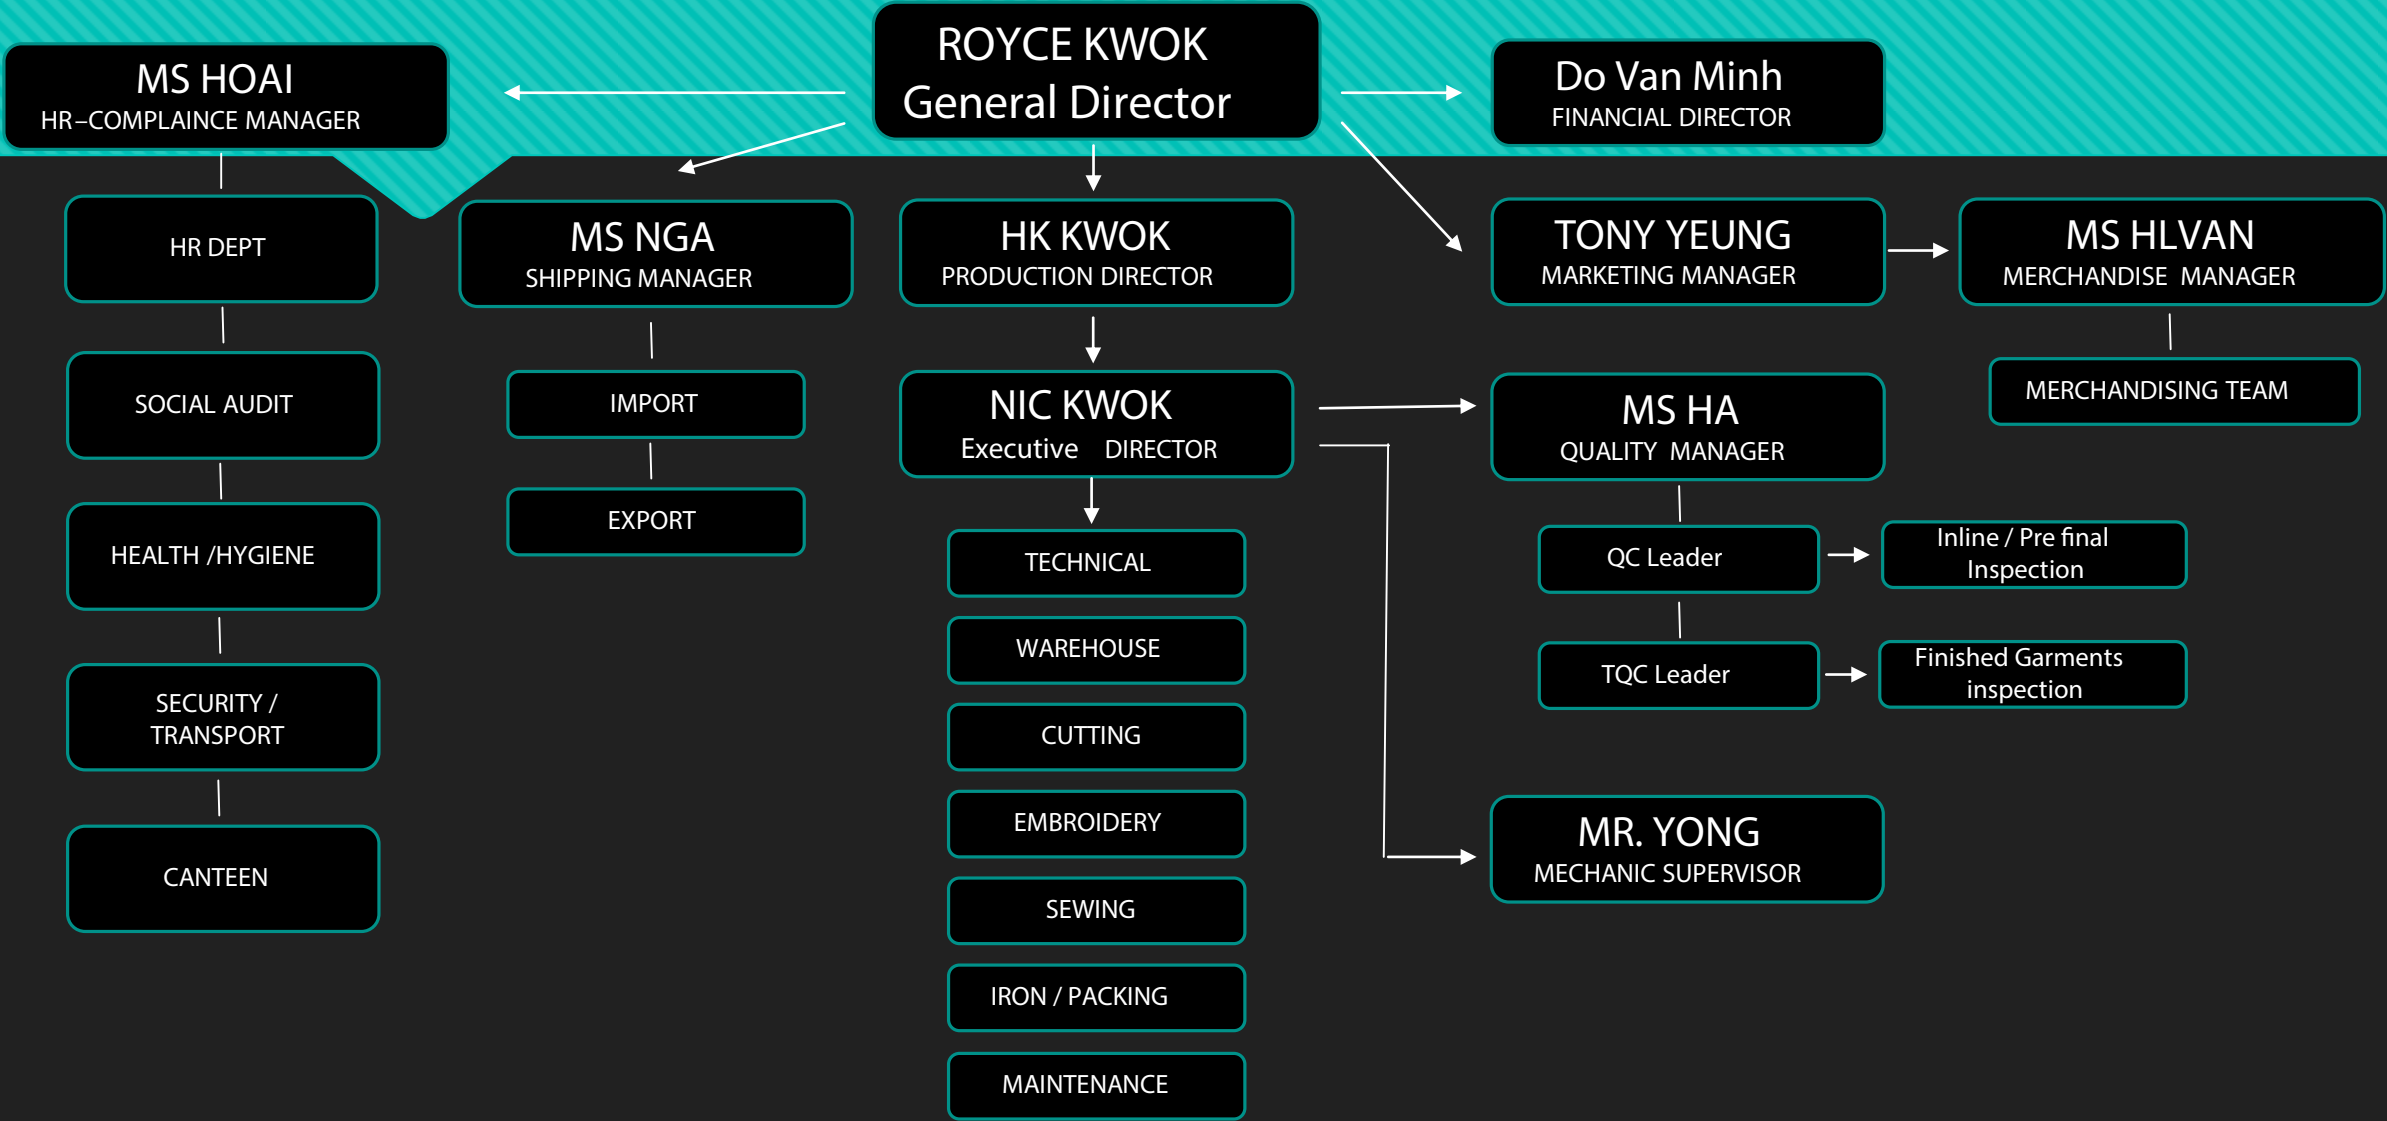 ROYCE KWOK
General Director
MS HOAI
HR–COMPLAINCE MANAGER
Do Van Minh
FINANCIAL DIRECTOR
HR DEPT
SOCIAL AUDIT
HEALTH /HYGIENE
SECURITY /
TRANSPORT
CANTEEN
MS NGA
SHIPPING MANAGER
IMPORT
EXPORT
HK KWOK
PRODUCTION DIRECTOR
NIC KWOK
Executive DIRECTOR
TECHNICAL
WAREHOUSE
CUTTING
EMBROIDERY
SEWING
IRON / PACKING
MAINTENANCE
TONY YEUNG
MARKETING MANAGER
MS HLVAN
MERCHANDISE MANAGER
MERCHANDISING TEAM
MS HA
QUALITY MANAGER
QC Leader
Inline / Pre final
Inspection
TQC Leader
Finished Garments
inspection
MR. YONG
MECHANIC SUPERVISOR